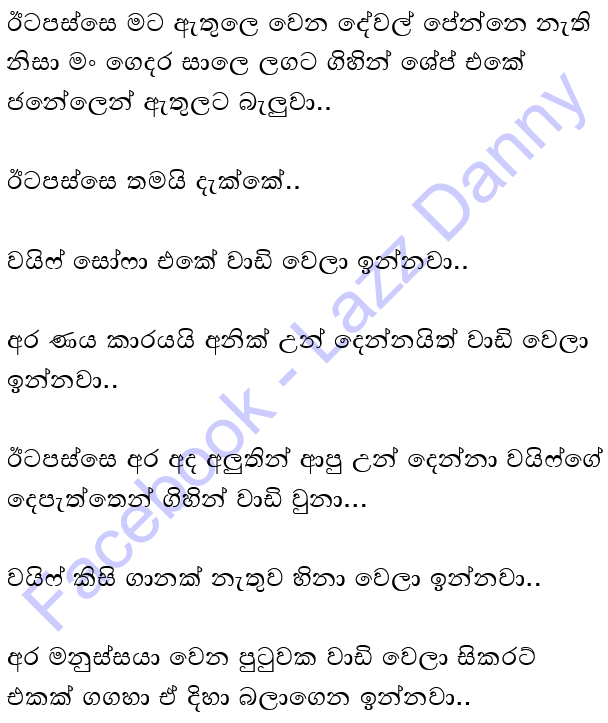 ඊටපස්සෙ මට ඇතුලෙ වෙන දේවල් පේන්නෙ නැති
නිසා මං ගෙදර සාලෙ ලගට ගිහින් ශේප් එකේ
ජනේලෙන් ඇතුලට බැලුවා..
ඊටපස්සෙ තමයි දැක්කේ..
වයිෆ් සෝෆා එකේ වාඩි වෙලා ඉන්නවා..
අර ණය කාරයයි අනික් උන් දෙන්නයිත් වාඩි වෙලා
ඉන්නවා..
ඊටපස්සෙ අර අද අලුතින් ආපු උන් දෙන්නා වයිෆ්ගේ
දෙපැත්තෙන් ගිහින් වාඩි වුනා...
වයිෆ් කිසි ගානක් නැතුව හිනා වෙලා ඉන්නවා..
අර මනුස්සයා වෙන පුටුවක වාඩි වෙලා සිකරට්
එකක් ගගහා ඒ දිහා බලාගෙන ඉන්නවා..
Facebook - Lazz Danny